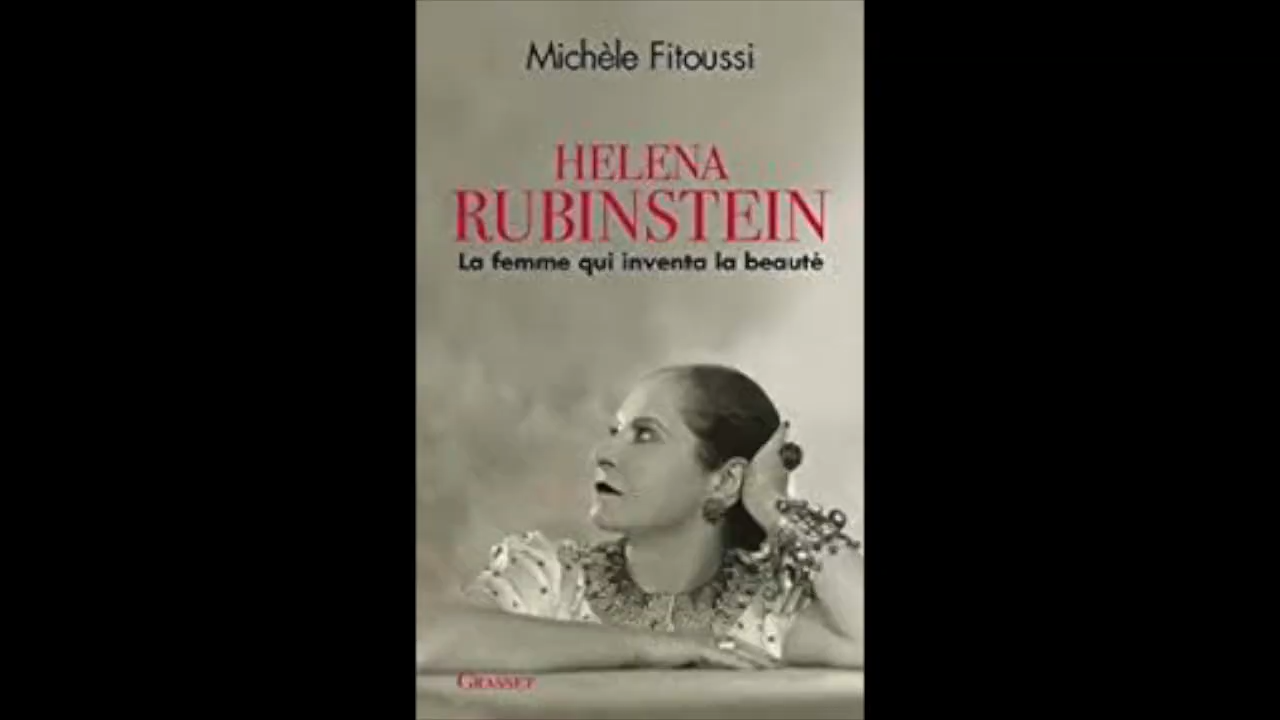 Michèle Fitoussi
HELENA
RUBINSTEIN
La femme qui inventa la beauté
GRASSET